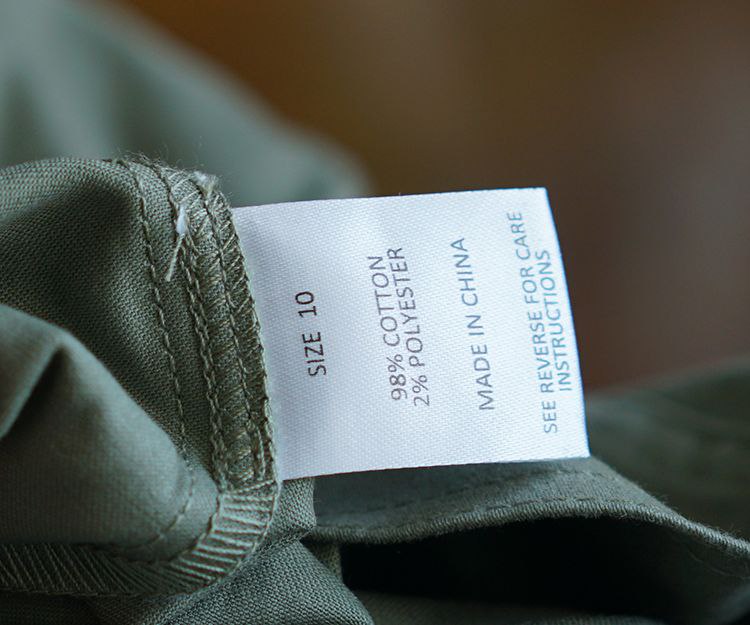 SIZE 10
98% COTTON
2% POLYESTER
MADE IN CHINA
SEE REVERSE FOR CARE
INSTRUCTIONS